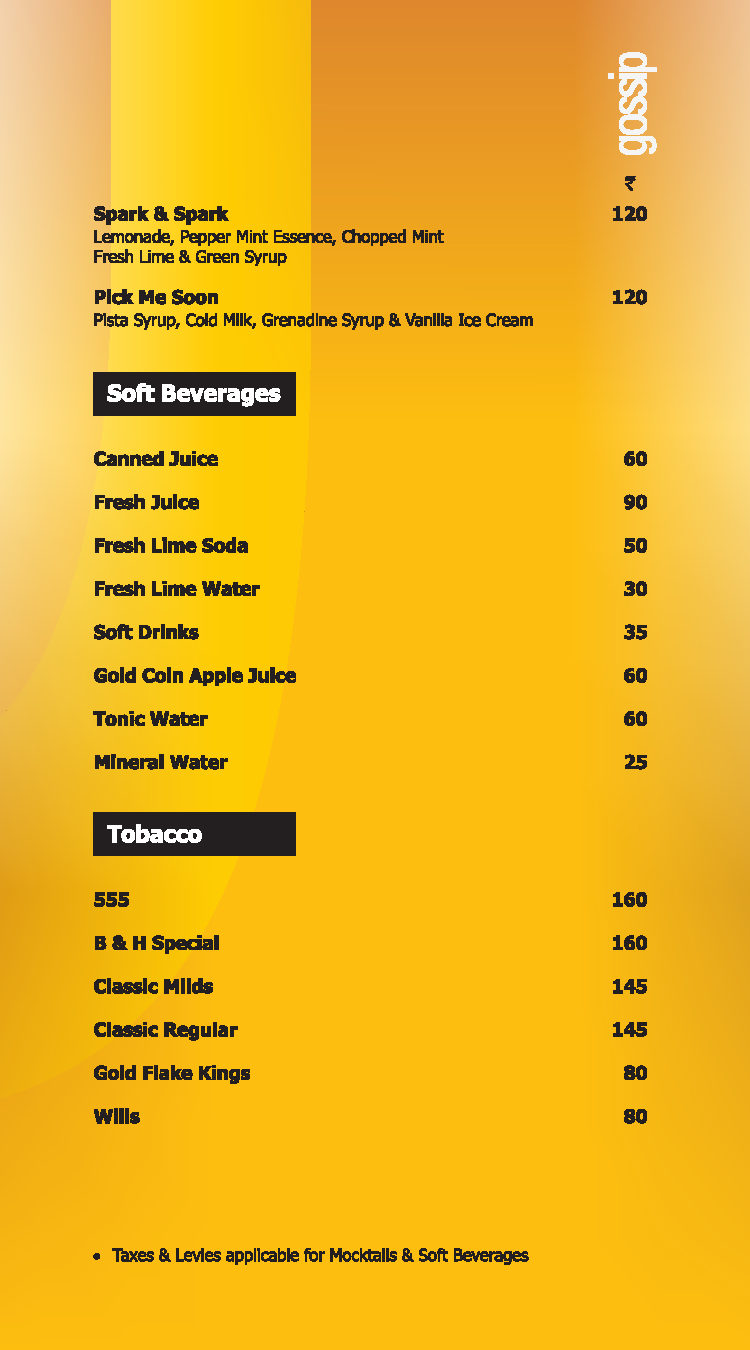 gossip
₹
Spark & Spark 120
Lemonade, Pepper Mint Essence, Chopped Mint
Fresh Lime & Green Syrup
Pick Me Soon 120
Pista Syrup, Cold Milk, Grenadine Syrup & Vanilla Ice Cream
Soft Beverages
Canned Juice 60
Fresh Juice 90
Fresh Lime Soda 50
Fresh Lime Water 30
Soft Drinks 35
Gold Coin Apple Juice 60
Tonic Water 60
Mineral Water 25
Tobacco
555 160
B & H Special 160
Classic Milds 145
Classic Regular 145
Gold Flake Kings 80
Wills 80
• Taxes & Levies applicable for Mocktails & Soft Beverages